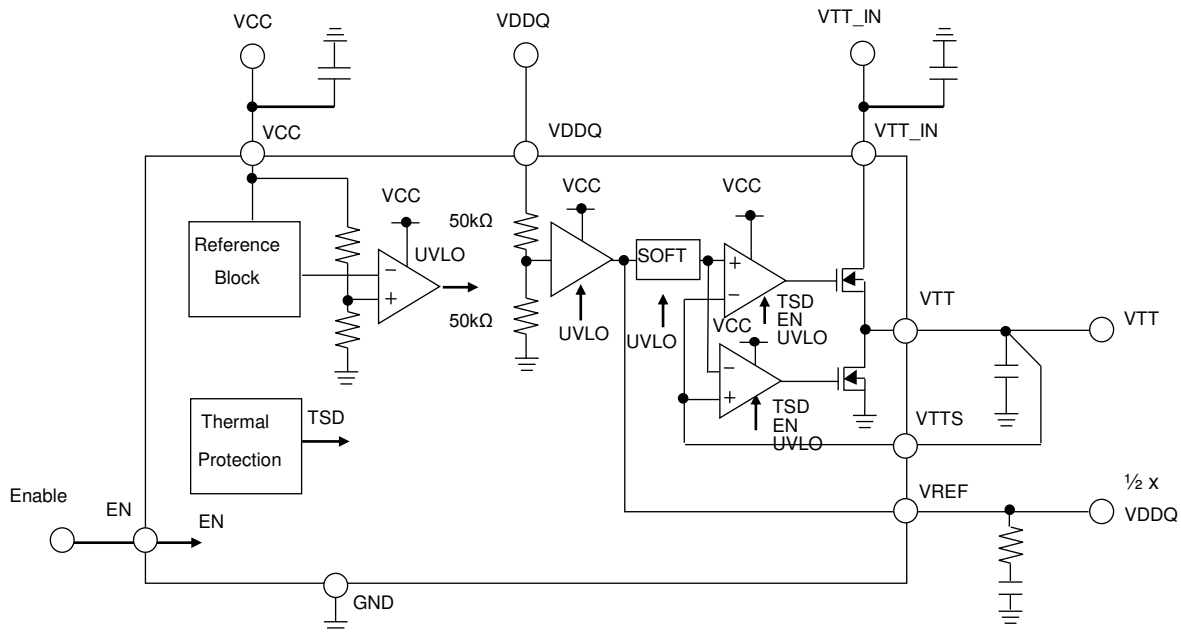 VCC
VDDQ
VTT_IN
VCC
VDDQ
VTT_IN
VCC
VCC
VCC
Reference
Block
−
+
UVLO
50kΩ
50kΩ
UVLO
SOFT
UVLO
+
−
TSD
EN
UVLO
VCC
−
+
TSD
EN
UVLO
VTT
VTT
VTTS
Thermal
Protection
TSD
VREF
½ x
VDDQ
Enable
EN
EN
GND